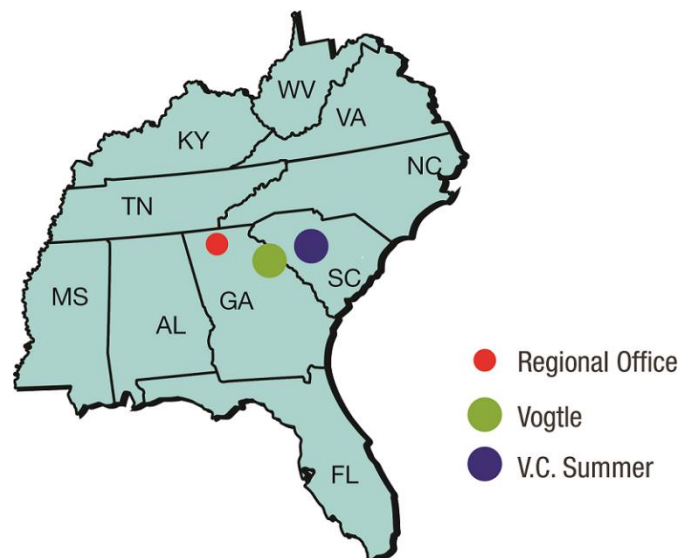 WV
VA
KY
NC
TN
SC
MS
GA
AL
FL
Regional Office
Vogtle
V.C. Summer